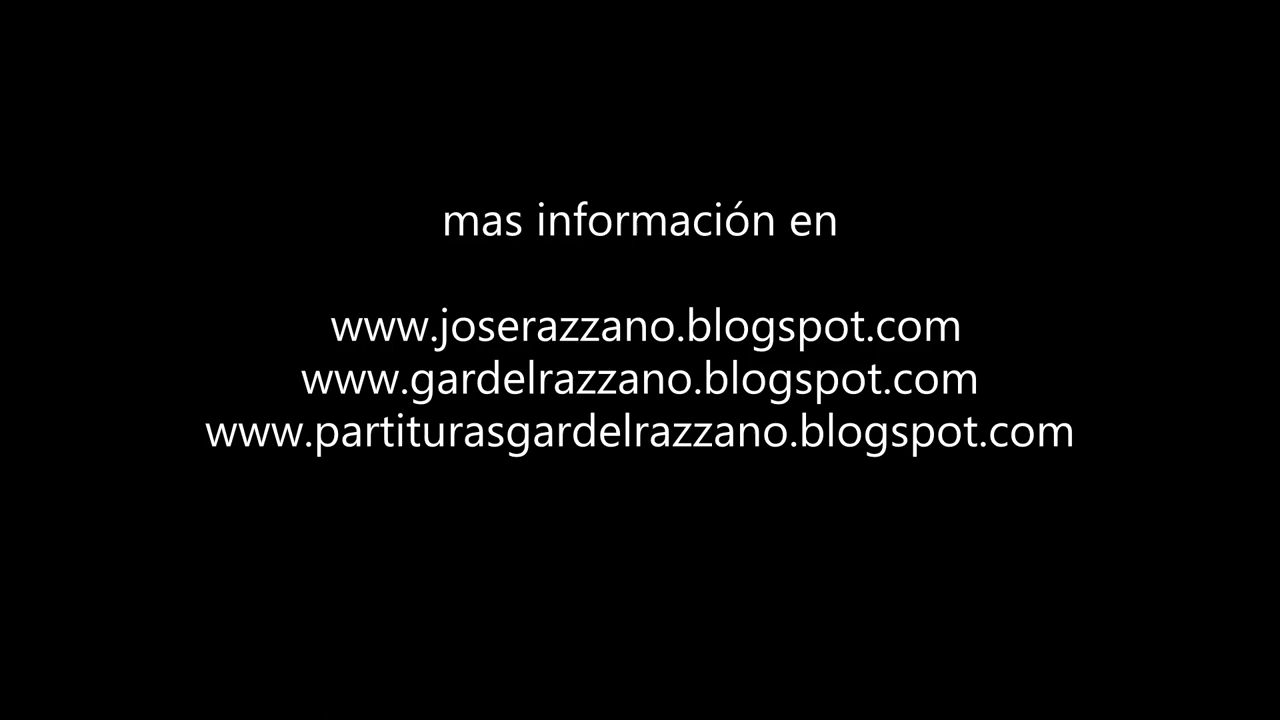 mas información en
www.joserazzano.blogspot.com
www.gardelrazzano.blogspot.com
www.partiturasgardelrazzano.blogspot.com